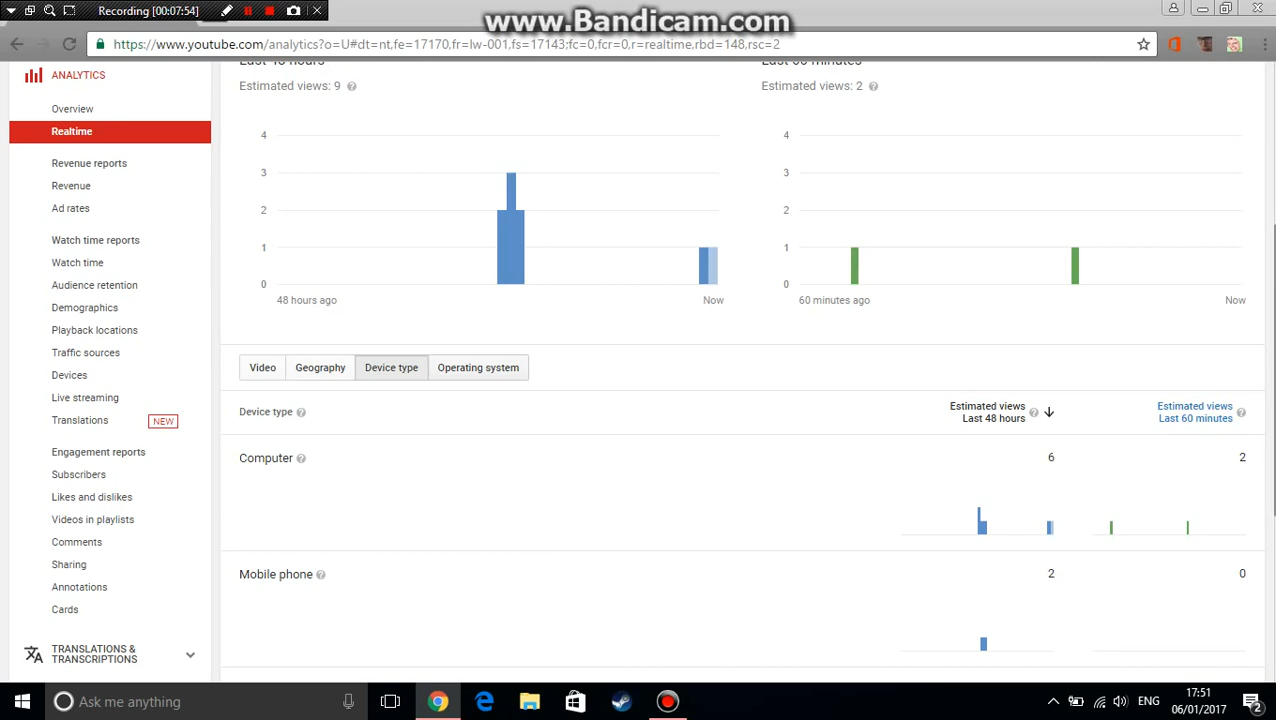 Recording [00:07:54]
www.Bandicam.com
https://www.youtube.com/analytics?o=U#dt=nt,fe=17170,fr=lw-001,fs=17143;fc=0,fcr=0,r=realtime,rbd=148,rsc=2
ANALYTICS
Overview
Realtime
Revenue reports
Revenue
Ad rates
Watch time reports
Watch time
Audience retention
Demographics
Playback locations
Traffic sources
Devices
Live streaming
Translations NEW
Engagement reports
Subscribers
Likes and dislikes
Videos in playlists
Comments
Sharing
Annotations
Cards
TRANSLATIONS &
TRANSCRIPTIONS
Estimated views: 9 ?
4
3
2
1
0
48 hours ago Now
Estimated views: 2 ?
4
3
2
1
0
60 minutes ago Now
Video Geography Device type Operating system
Device type ?
Estimated views
Last 48 hours ?
Estimated views
Last 60 minutes ?
Computer ? 6 2
Mobile phone ? 2 0
Ask me anything
ENG
17:51
06/01/2017
2